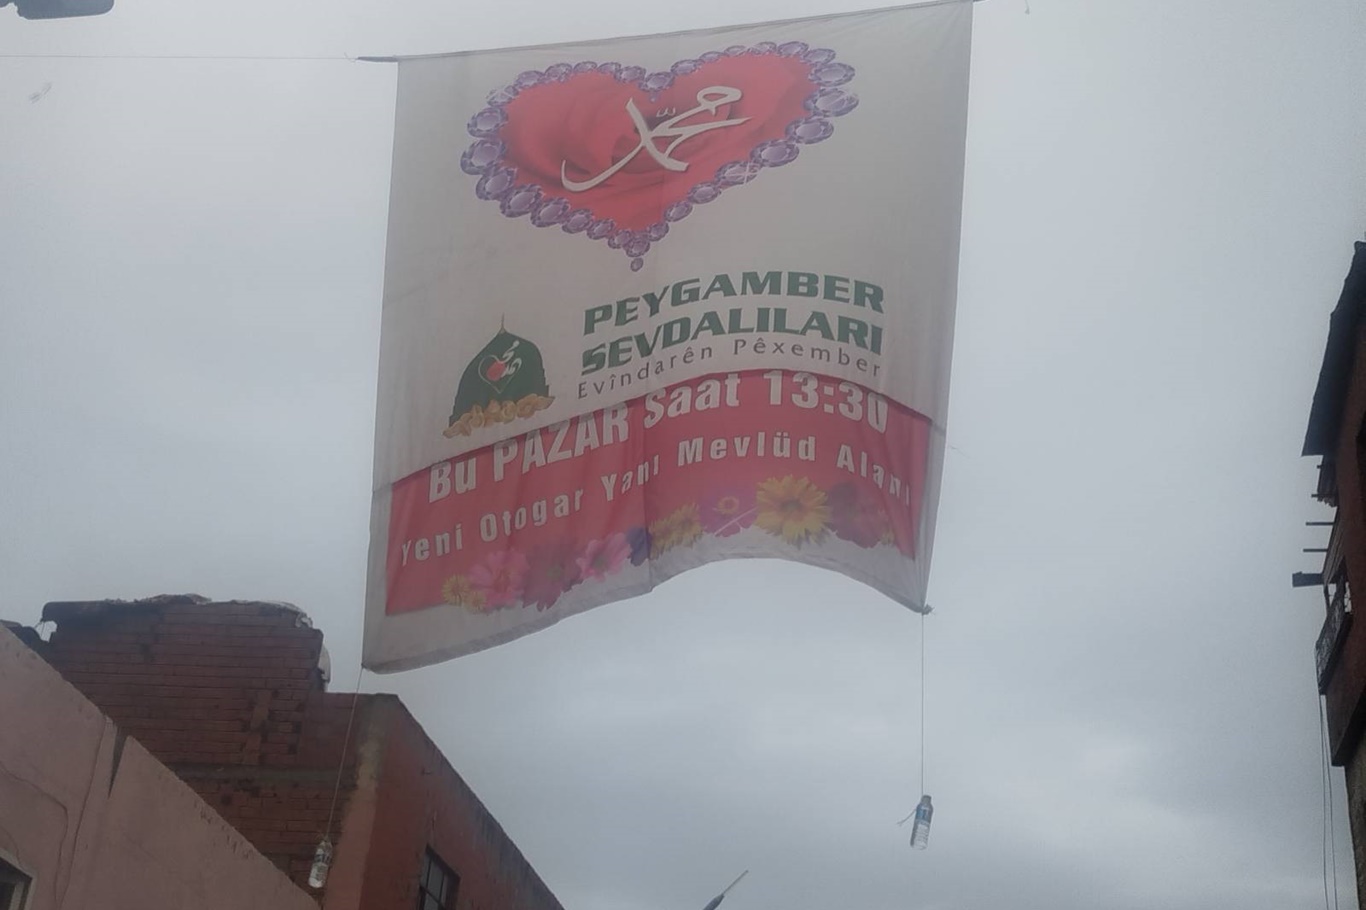 محمد
PEYGAMBER
SEVDALILARI
Evîndarên Pêxember
Bu PAZAR Saat 13:30
Yeni Otogar Yanı Mevlüd Alanı